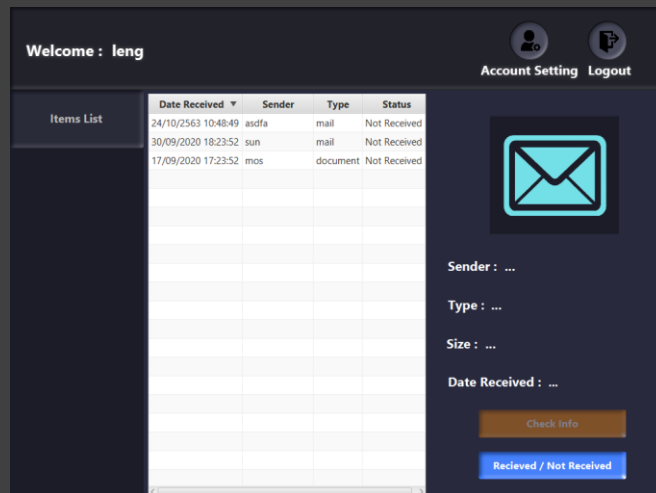 Welcome : leng
Account Setting Logout
Items List
Date Received ▼ Sender Type Status
24/10/2563 10:48:49 asdfa mail Not Received
30/09/2020 18:23:52 sun mail Not Received
17/09/2020 17:23:52 mos document Not Received
Sender : ...
Type : ...
Size : ...
Date Received : ...
Check Info
Recieved / Not Received